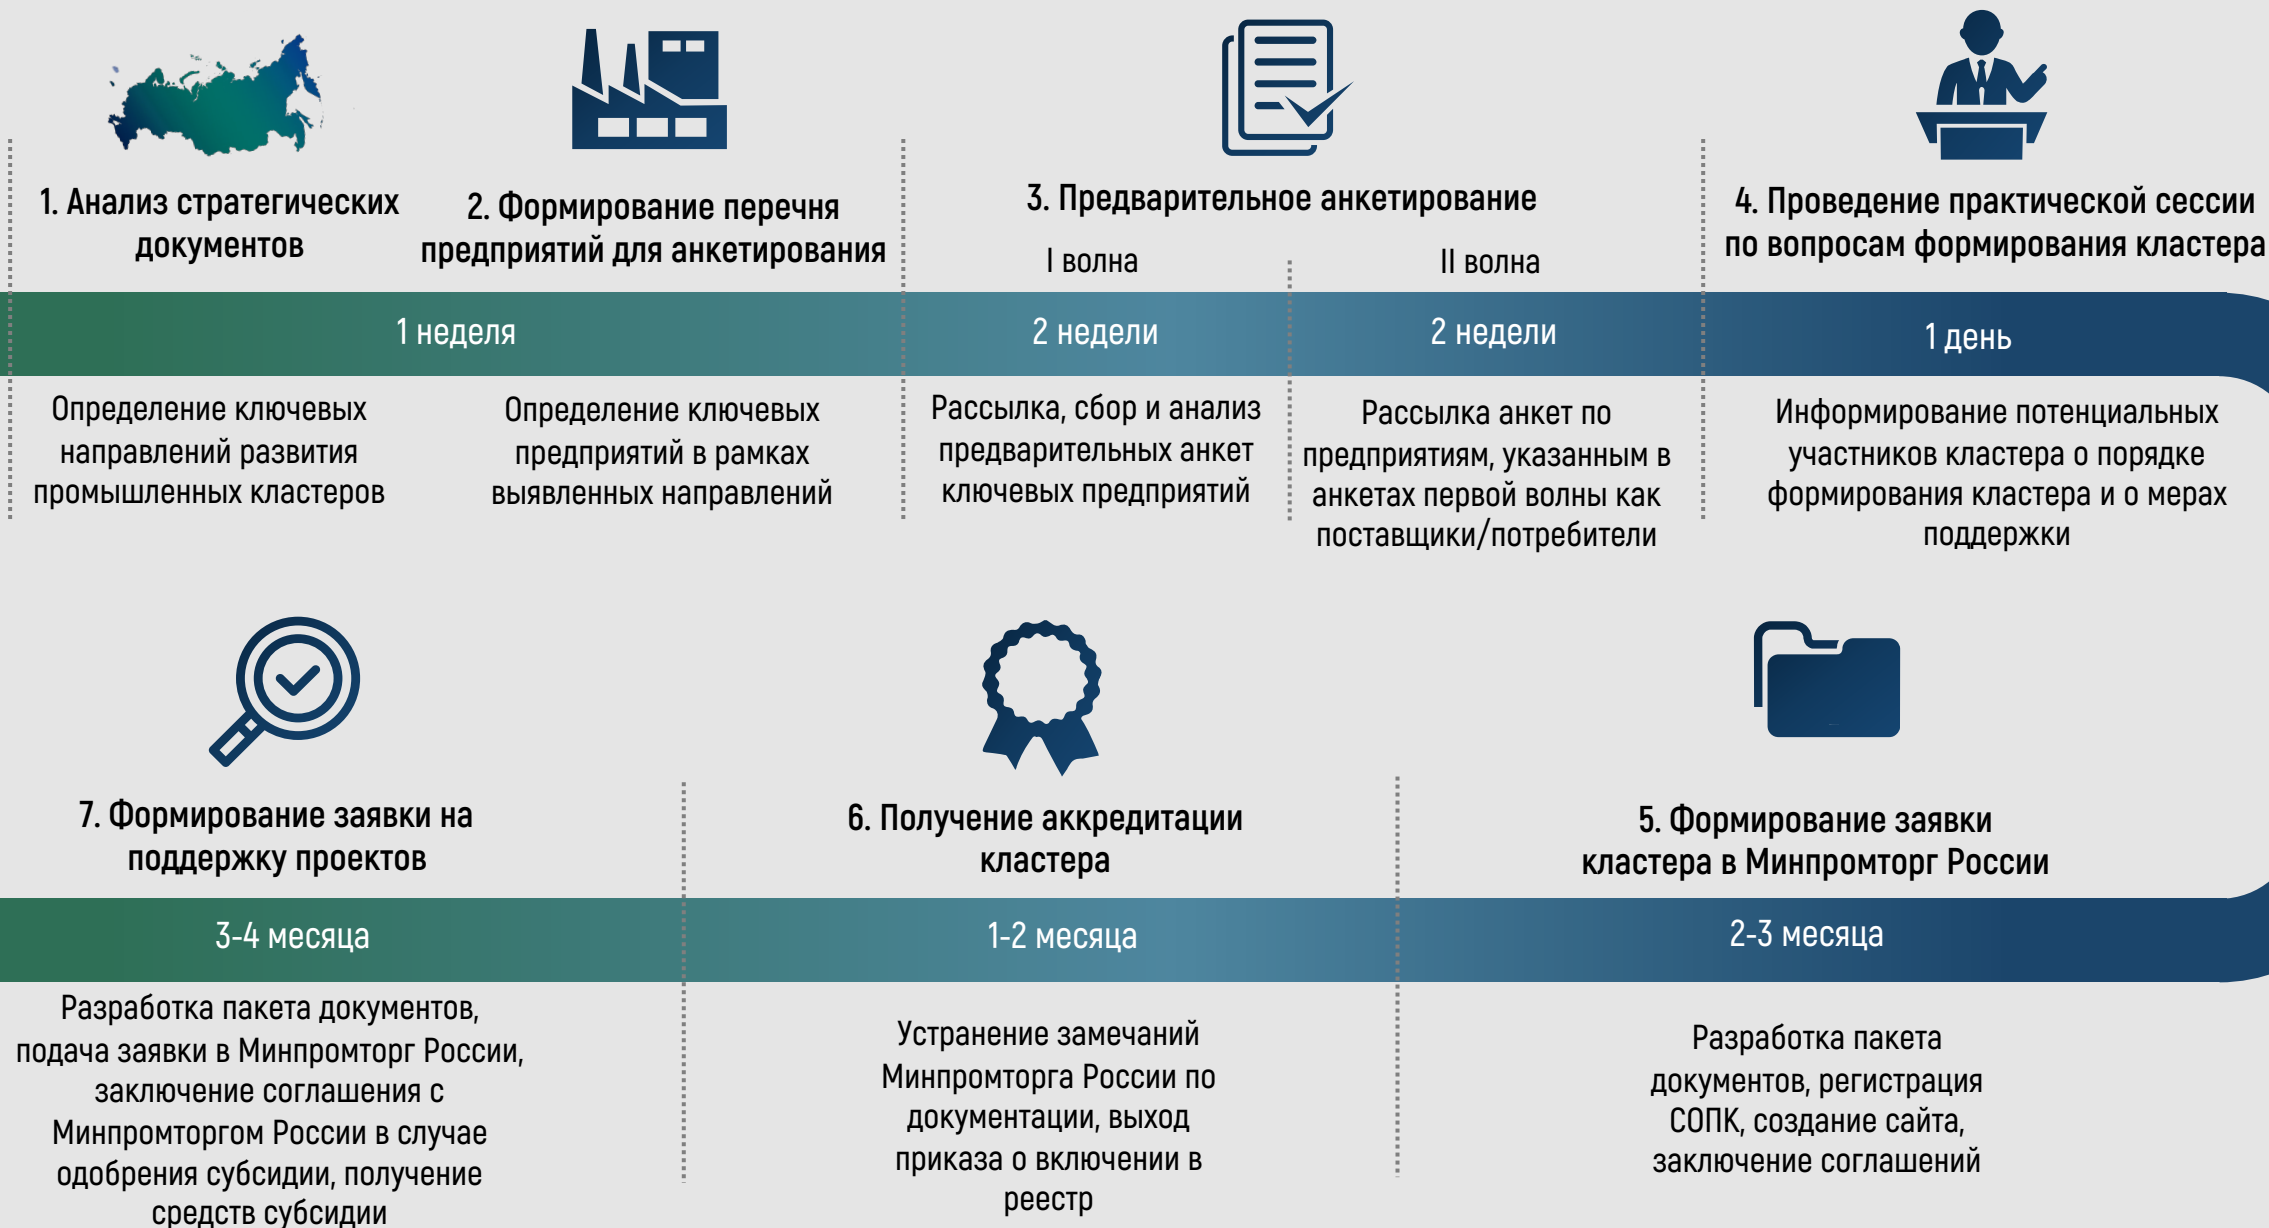 1. Анализ стратегических
документов
1 неделя
Определение ключевых
направлений развития
промышленных кластеров
2. Формирование перечня
предприятий для анкетирования
Определение ключевых
предприятий в рамках
выявленных направлений
3. Предварительное анкетирование
I волна
2 недели
Рассылка, сбор и анализ
предварительных анкет
ключевых предприятий
II волна
2 недели
Рассылка анкет по
предприятиям, указанным в
анкетах первой волны как
поставщики/потребители
4. Проведение практической сессии
по вопросам формирования кластера
1 день
Информирование потенциальных
участников кластера о порядке
формирования кластера и о мерах
поддержки
5. Формирование заявки
кластера в Минпромторг России
2-3 месяца
Разработка пакета
документов, регистрация
СОПК, создание сайта,
заключение соглашений
6. Получение аккредитации
кластера
1-2 месяца
Устранение замечаний
Минпромторга России по
документации, выход
приказа о включении в
реестр
7. Формирование заявки на
поддержку проектов
3-4 месяца
Разработка пакета документов,
подача заявки в Минпромторг России,
заключение соглашения с
Минпромторгом России в случае
одобрения субсидии, получение
средств субсидии